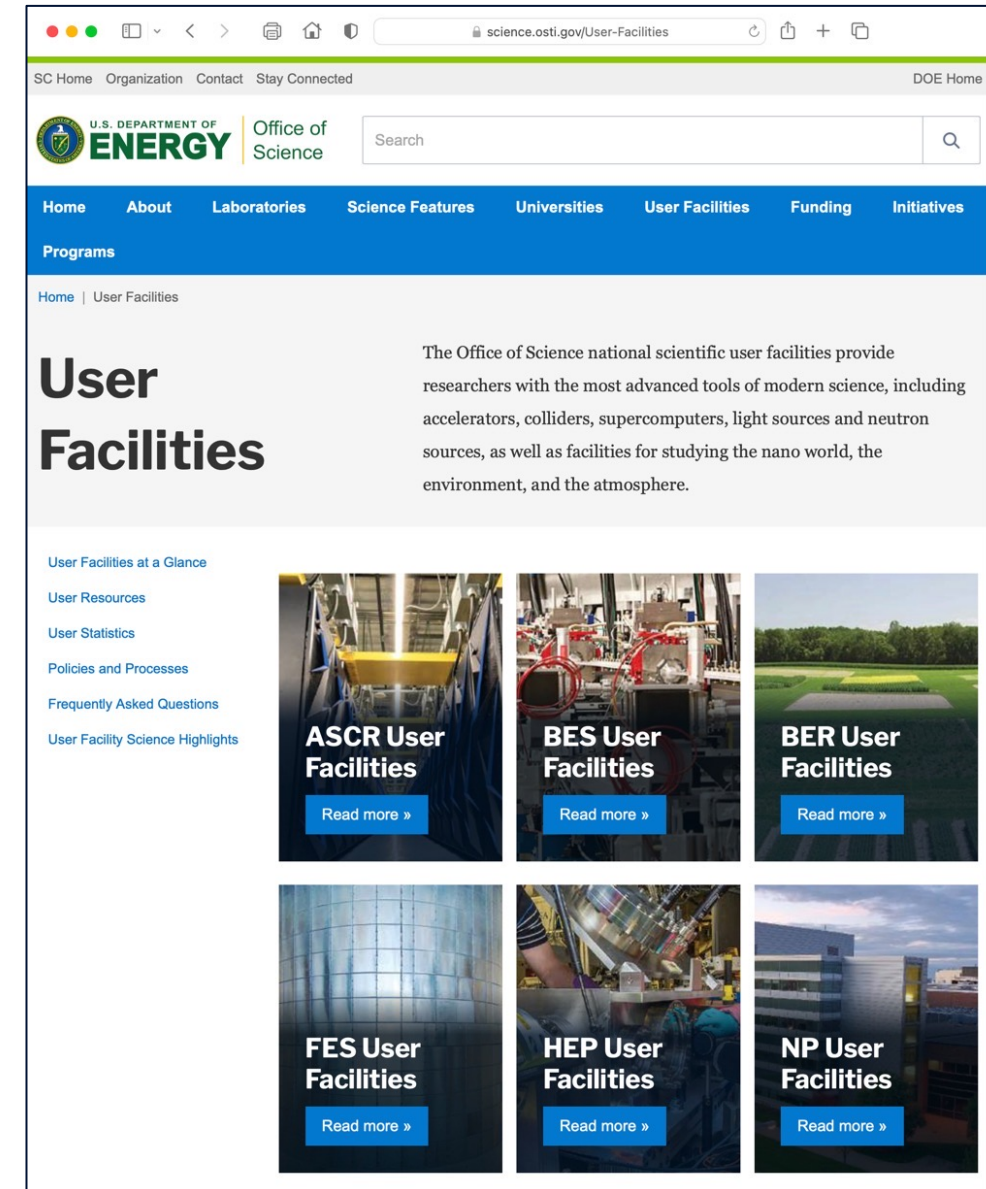 science.osti.gov/User-Facilities
SC Home Organization Contact Stay Connected DOE Home
U.S. DEPARTMENT OF
ENERGY
Office of
Science
Search
Home About Laboratories Science Features Universities User Facilities Funding Initiatives
Programs
Home | User Facilities
User
Facilities
The Office of Science national scientific user facilities provide
researchers with the most advanced tools of modern science, including
accelerators, colliders, supercomputers, light sources and neutron
sources, as well as facilities for studying the nano world, the
environment, and the atmosphere.
User Facilities at a Glance
User Resources
User Statistics
Policies and Processes
Frequently Asked Questions
User Facility Science Highlights
ASCR User
Facilities
Read more »
BES User
Facilities
Read more »
BER User
Facilities
Read more »
FES User
Facilities
Read more »
HEP User
Facilities
Read more »
NP User
Facilities
Read more »